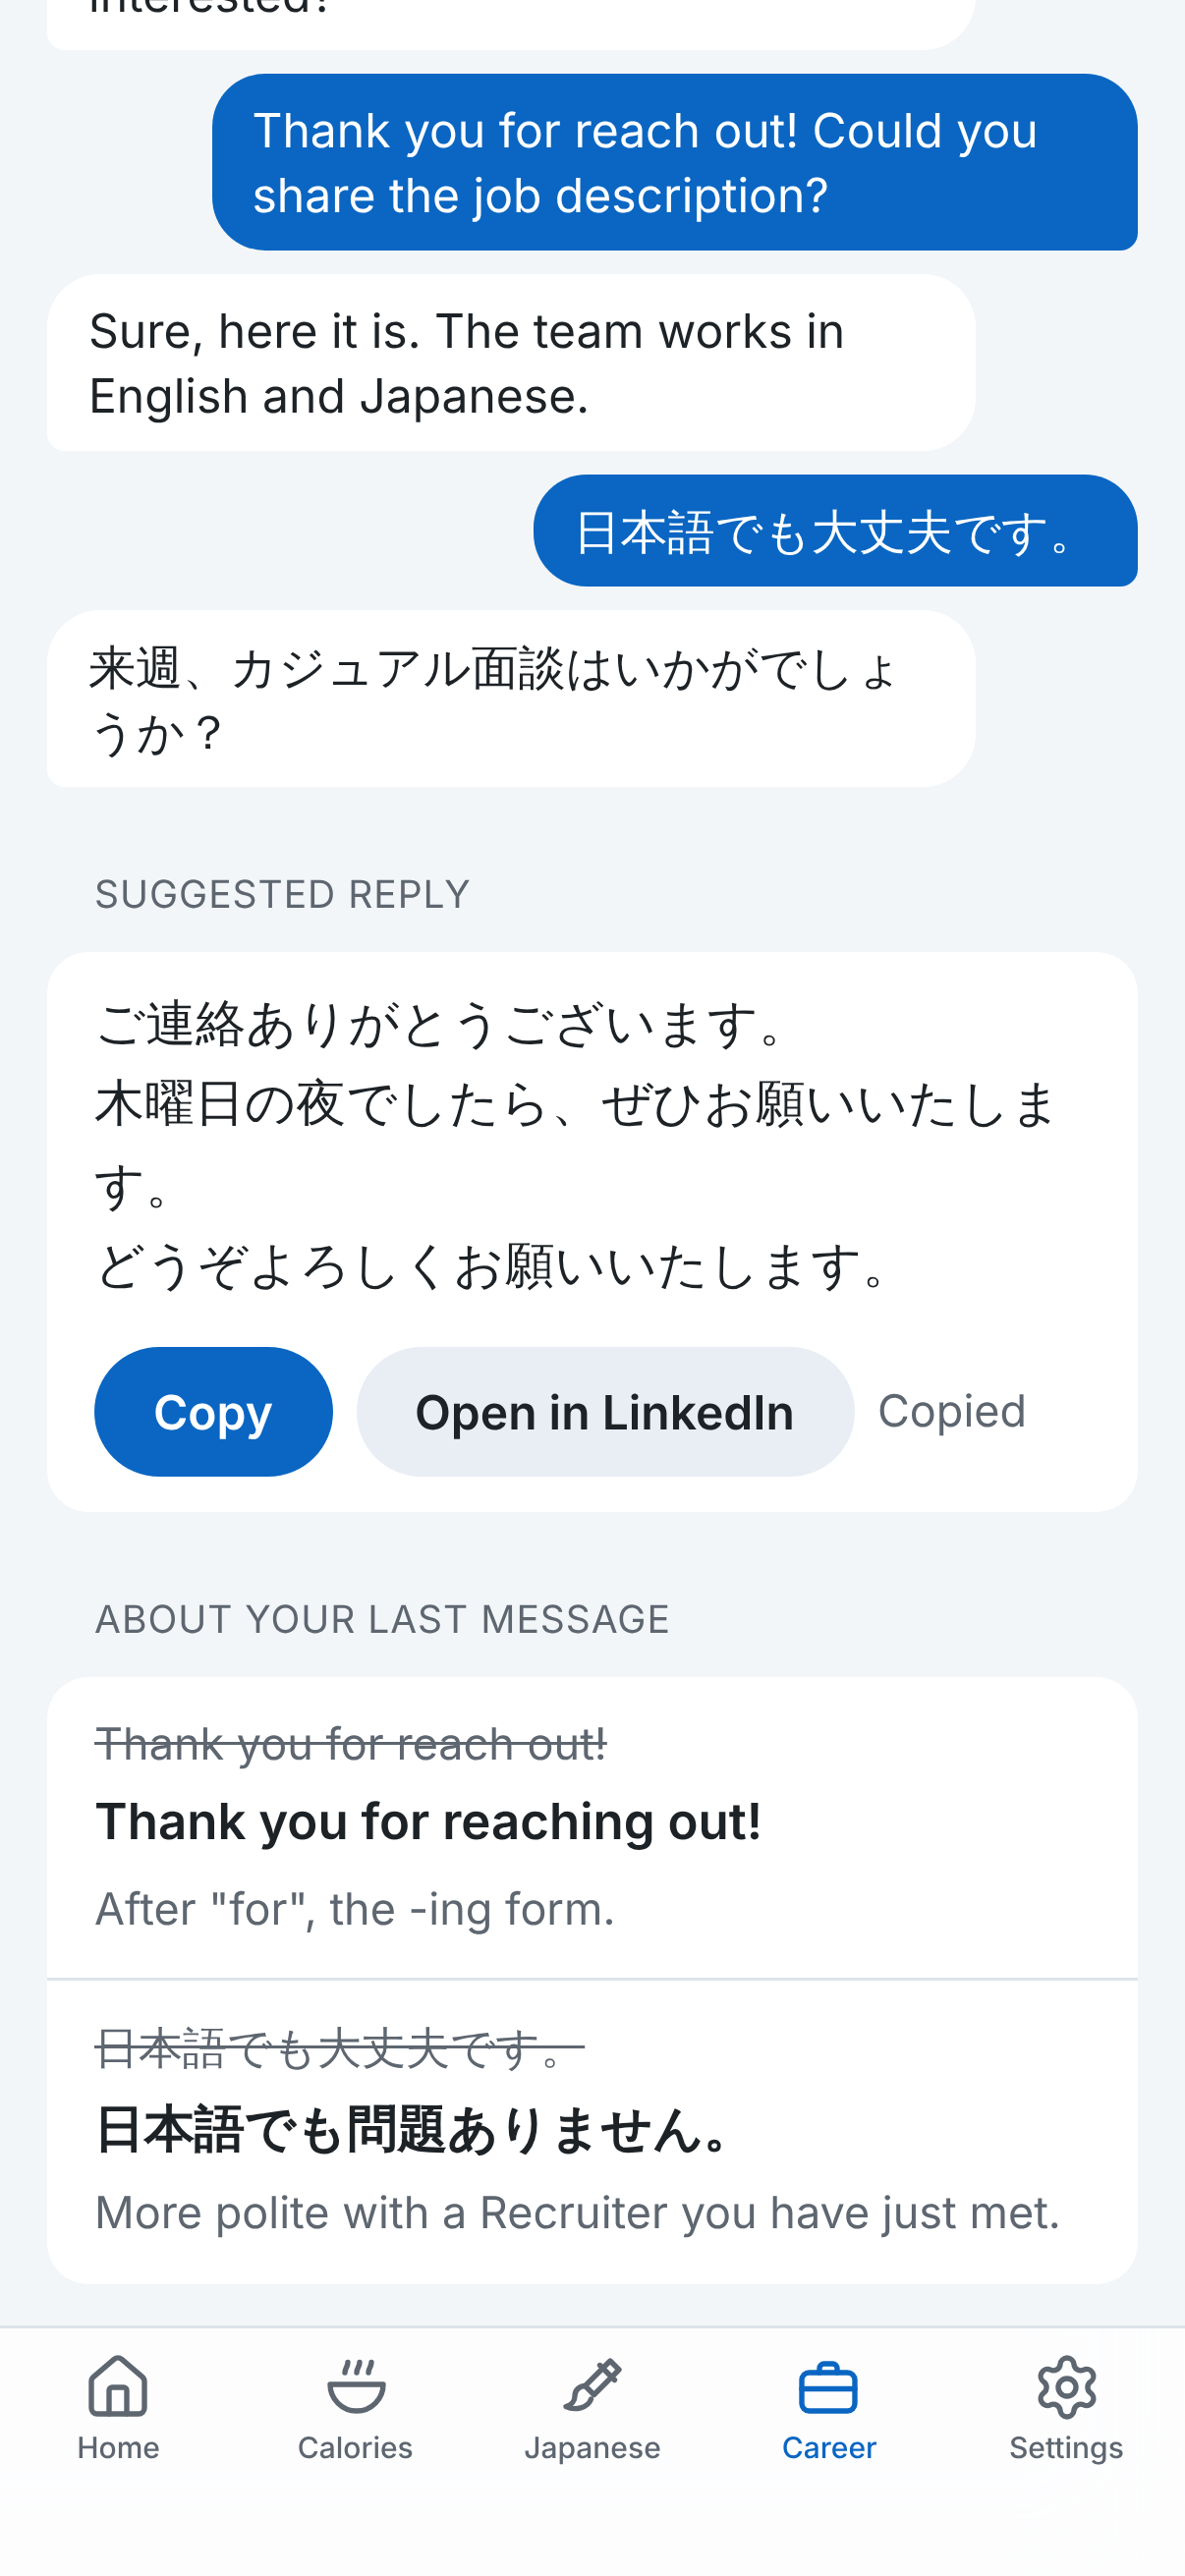 interested?
Thank you for reach out! Could you
share the job description?
Sure, here it is. The team works in
English and Japanese.
日本語でも大丈夫です。
来週、カジュアル面談はいかがでしょ
うか？
SUGGESTED REPLY
ご連絡ありがとうございます。
木曜日の夜でしたら、ぜひお願いいたしま
す。
どうぞよろしくお願いいたします。
Copy
Open in LinkedIn
Copied
ABOUT YOUR LAST MESSAGE
Thank you for reach out!
Thank you for reaching out!
After "for", the -ing form.
日本語でも大丈夫です。
日本語でも問題ありません。
More polite with a Recruiter you have just met.
Home
Calories
Japanese
Career
Settings